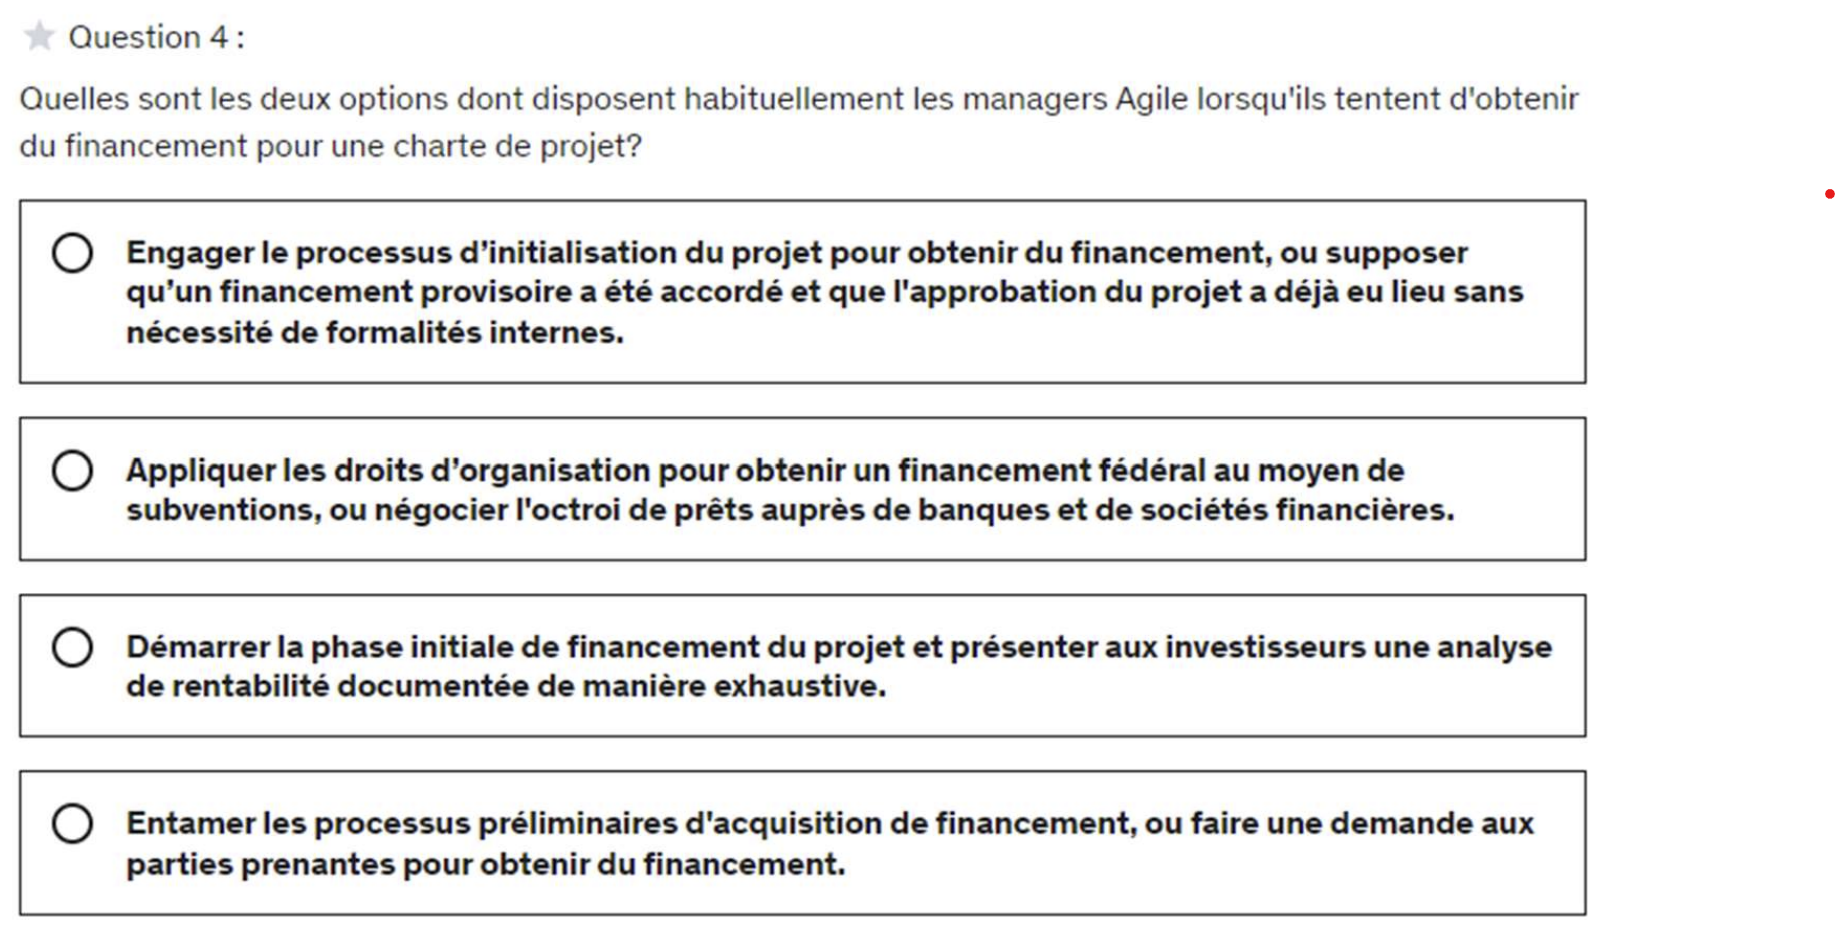 Question 4 :
Quelles sont les deux options dont disposent habituellement les managers Agile lorsqu'ils tentent d'obtenir
du financement pour une charte de projet?
Engager le processus d’initialisation du projet pour obtenir du financement, ou supposer
qu’un financement provisoire a été accordé et que l'approbation du projet a déjà eu lieu sans
nécessité de formalités internes.
Appliquer les droits d’organisation pour obtenir un financement fédéral au moyen de
subventions, ou négocier l'octroi de prêts auprès de banques et de sociétés financières.
Démarrer la phase initiale de financement du projet et présenter aux investisseurs une analyse
de rentabilité documentée de manière exhaustive.
Entamer les processus préliminaires d'acquisition de financement, ou faire une demande aux
parties prenantes pour obtenir du financement.